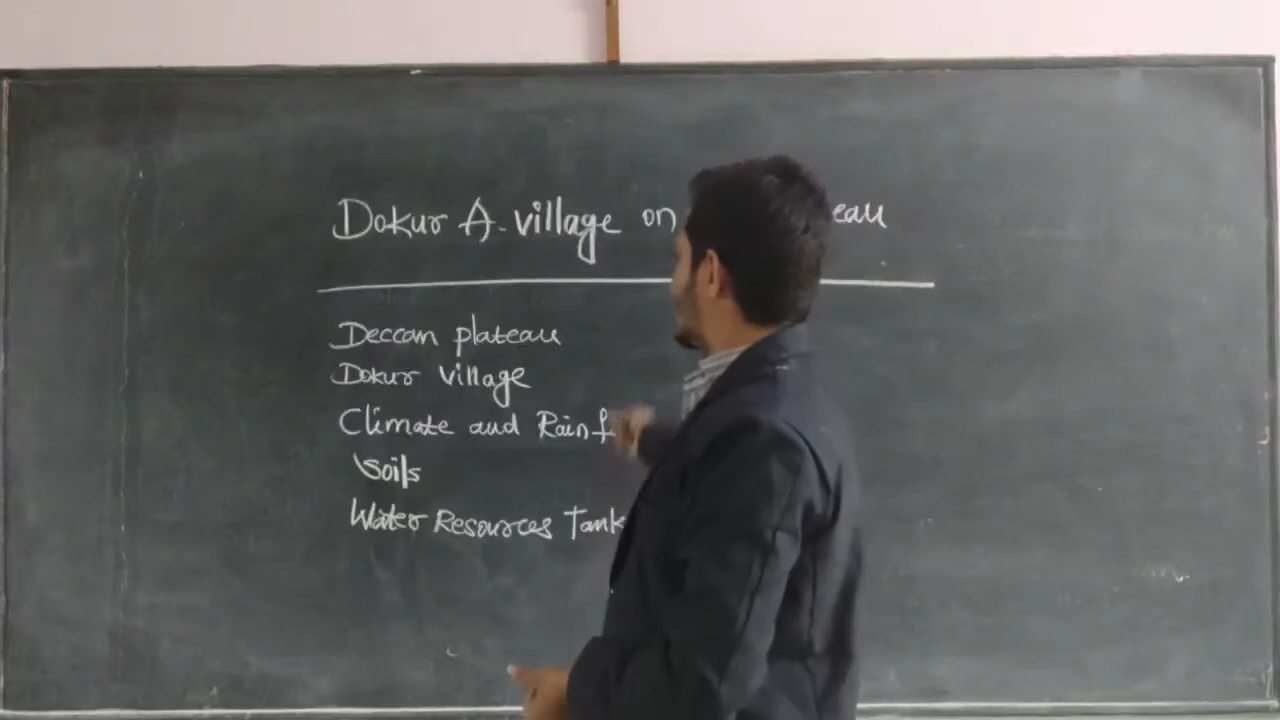 Dokur A. village on eau
Deccan plateau
Dokur village
Climate and Rainf
Soils
Water Resources Tank